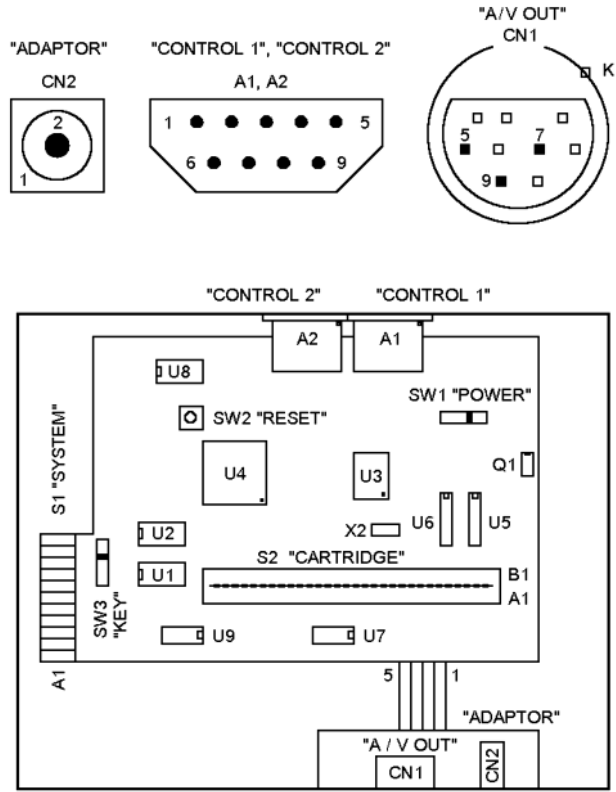 "A/V OUT"
"ADAPTOR" "CONTROL 1", "CONTROL 2" CN1
CN2 A1, A2 K
2 1 5 5 7
1 6 9 9
"CONTROL 2" "CONTROL 1"
A2 A1
U8
SW1 "POWER"
SW2 "RESET"
S1 "SYSTEM"
U4 U3 Q1
U2 X2 U6 U5
S2 "CARTRIDGE"
U1 B1
SW3 "KEY" A1
U9 U7
A1 5 1
"ADAPTOR"
"A / V OUT"
CN1 CN2